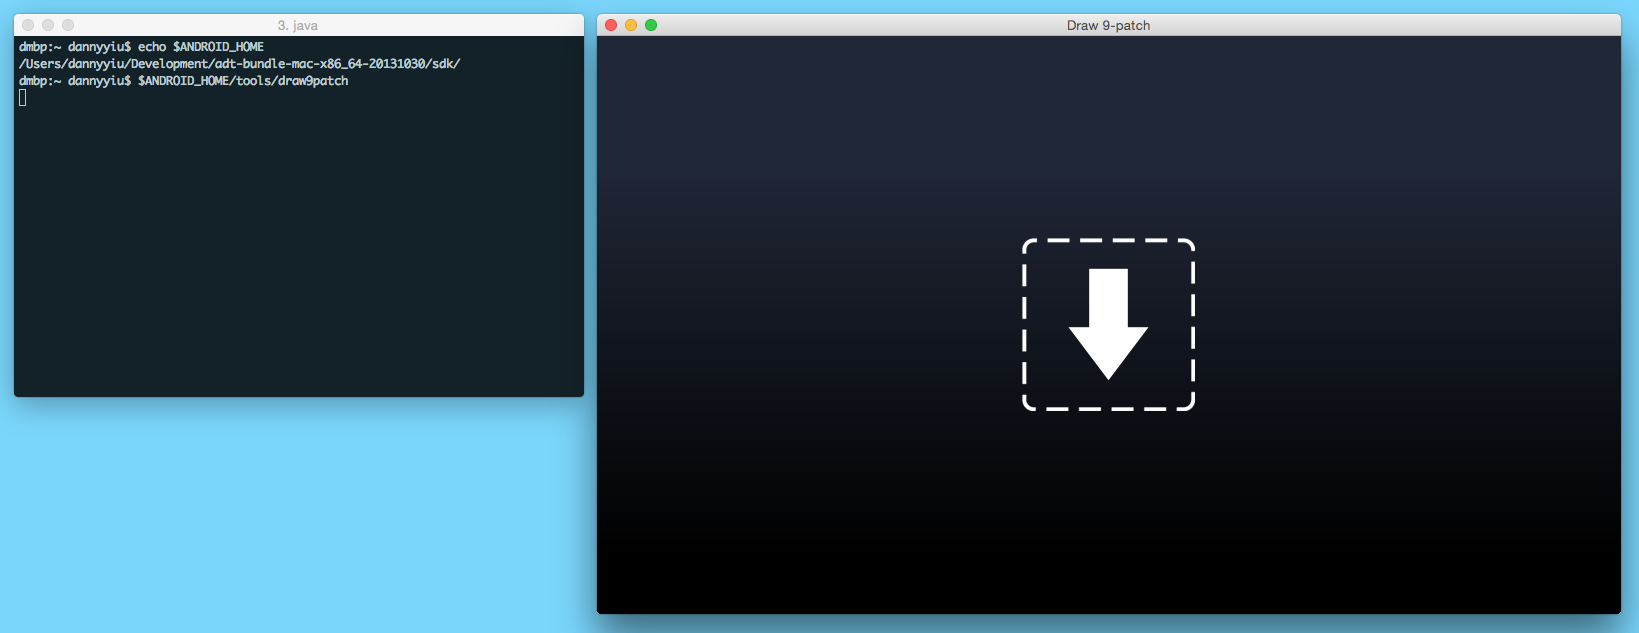 3. java
dmbp:~ dannyyiu$ echo $ANDROID_HOME
/Users/dannyyiu/Development/adt-bundle-mac-x86_64-20131030/sdk/
dmbp:~ dannyyiu$ $ANDROID_HOME/tools/draw9patch
Draw 9-patch